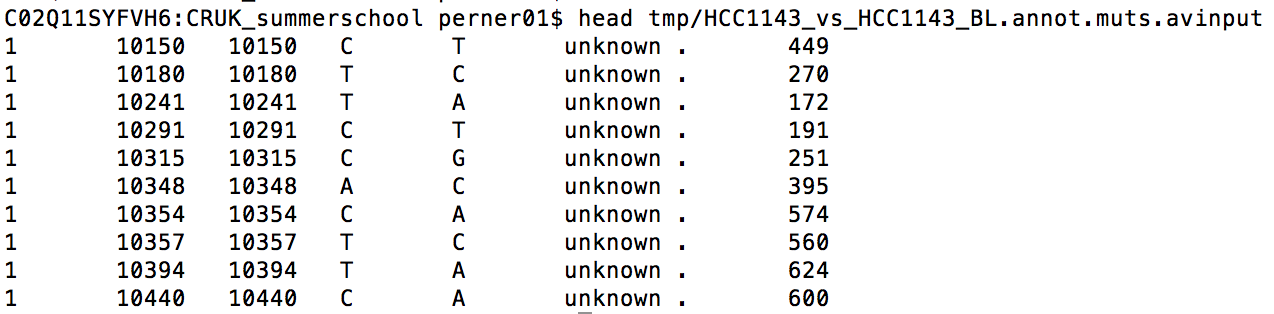 C02Q11SYFVH6:CRUK_summerschool perner01$ head tmp/HCC1143_vs_HCC1143_BL.annot.muts.avinput
1 10150 10150 C T unknown . 449
1 10180 10180 T C unknown . 270
1 10241 10241 T A unknown . 172
1 10291 10291 C T unknown . 191
1 10315 10315 C G unknown . 251
1 10348 10348 A C unknown . 395
1 10354 10354 C A unknown . 574
1 10357 10357 T C unknown . 560
1 10394 10394 T A unknown . 624
1 10440 10440 C A unknown . 600